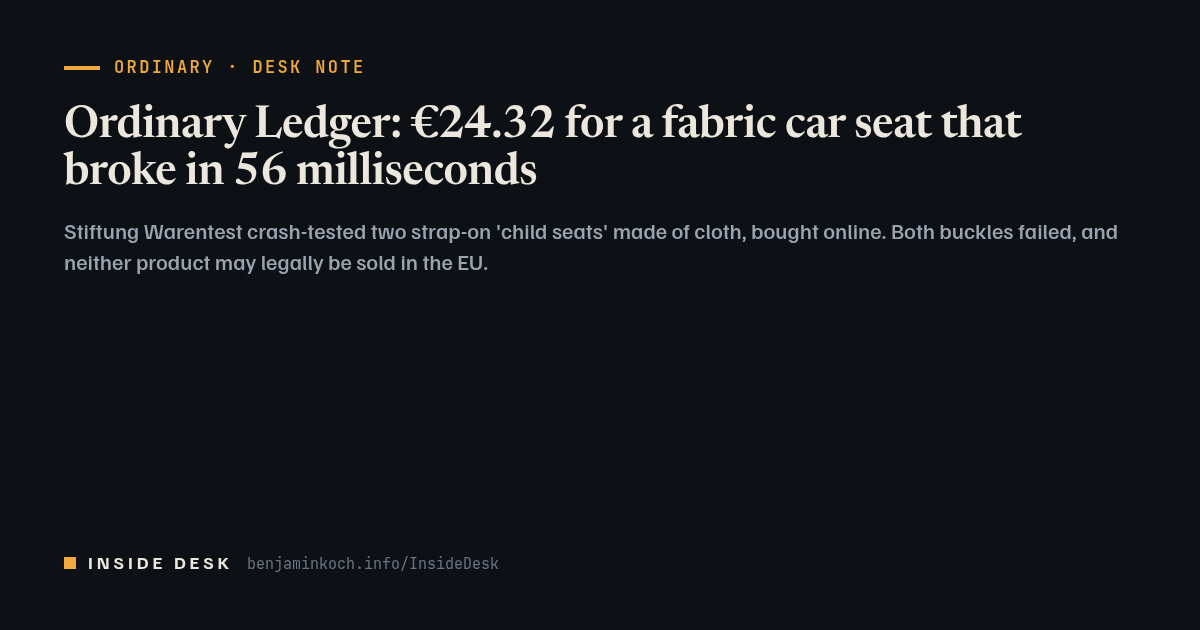 ORDINARY · DESK NOTE
Ordinary Ledger: €24.32 for a fabric car seat that
broke in 56 milliseconds
Stiftung Warentest crash-tested two strap-on 'child seats' made of cloth, bought online. Both buckles failed, and
neither product may legally be sold in the EU.
INSIDE DESK benjaminkoch.info/InsideDesk